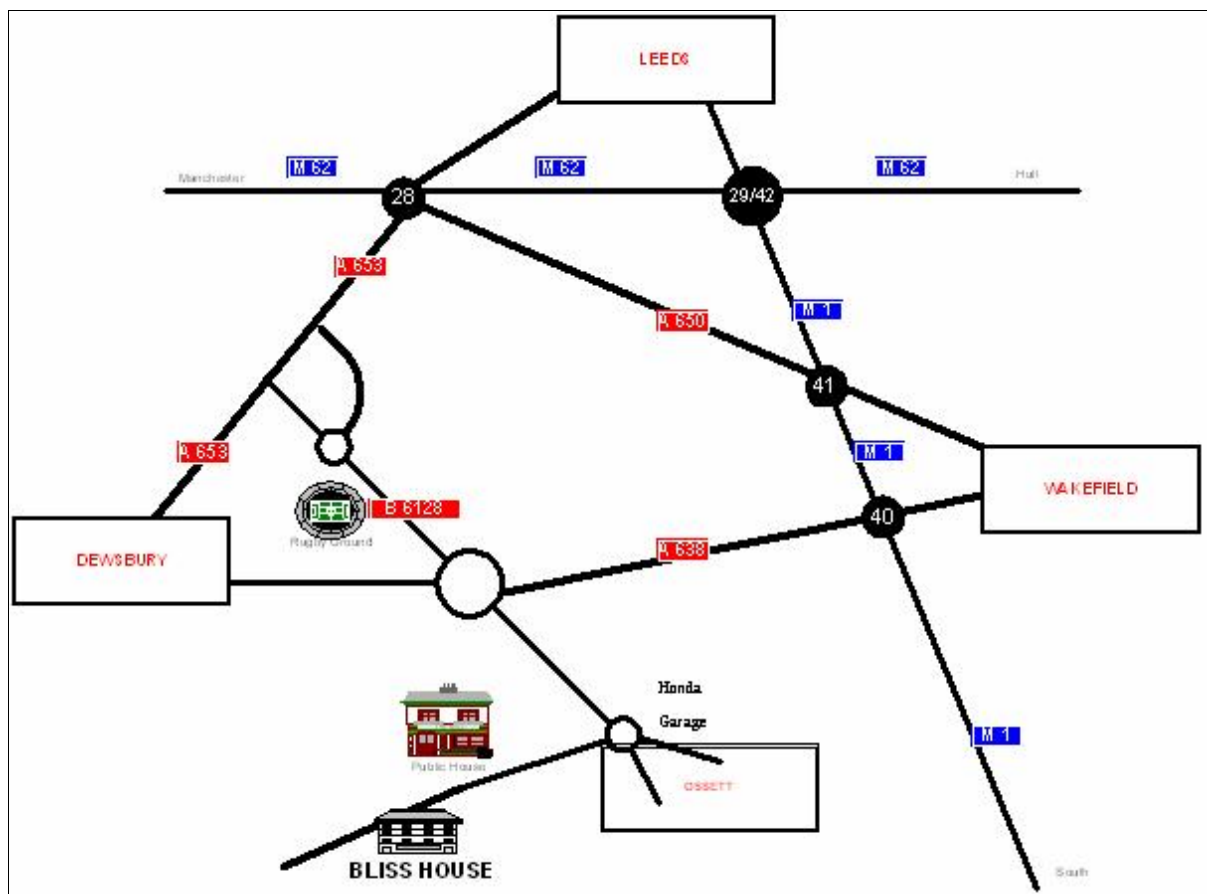 LEEDS
M 62
M 62
M 62
Manchester
Hull
28
29/42
A 653
M 1
A 650
41
A 653
M 1
WAKEFIELD
B 6128
40
Rugby Ground
A 638
DEWSBURY
Honda
Garage
M 1
Public House
OSSETT
BLISS HOUSE
South